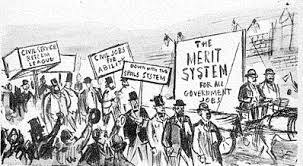 CIVIL SERVICE
REFORM
LEAGUE
CIVIL JOBS
FOR
ABILITY
DOWN WITH THE
SPOILS SYSTEM
THE
MERIT
SYSTEM
FOR ALL
GOVERNMENT
JOBS